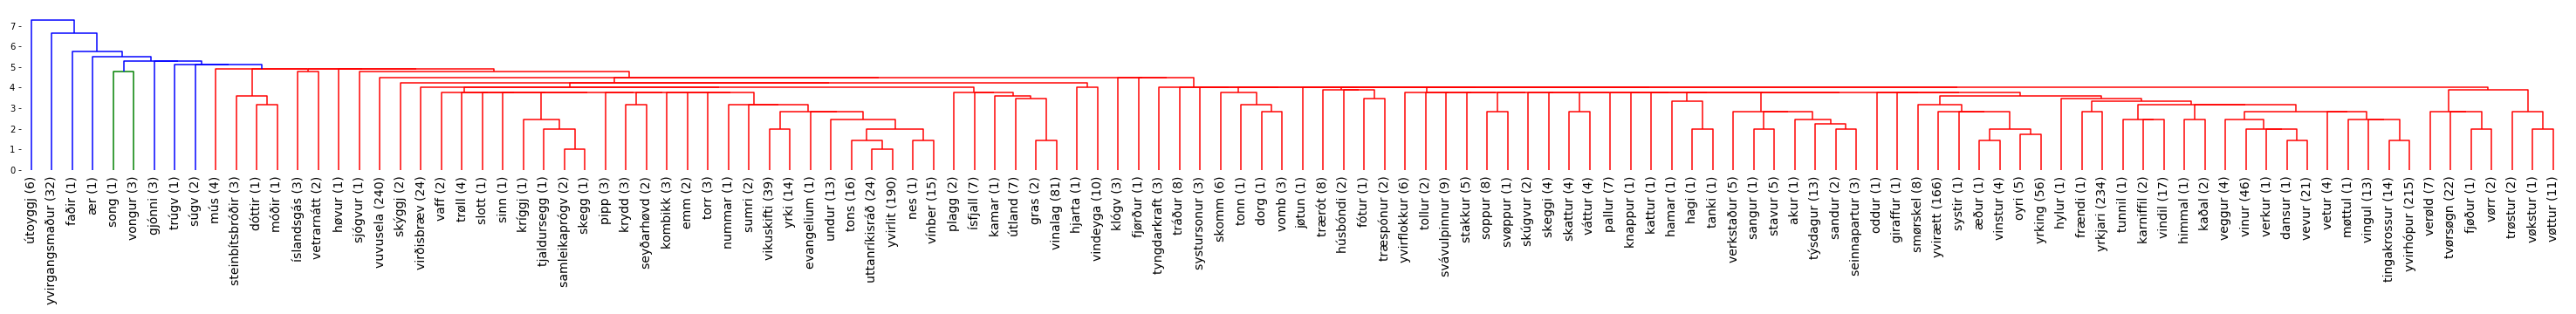 7
6
5
4
3
2
1
0
útoyggj (6)
yvirgangsmaður (32)
faðir (1)
ær (1)
song (1)
vongur (3)
gjónni (3)
trúgv (1)
súgv (2)
mús (4)
steinbítsbróðir (3)
dóttir (1)
móðir (1)
íslandsgás (3)
vetrarnátt (2)
høvur (1)
sjógvur (1)
vuvusela (240)
skýggj (2)
virðisbræv (24)
vaff (2)
trøll (4)
slott (1)
sinn (1)
kríggj (1)
tjaldursegg (1)
samleikaprógv (2)
skegg (1)
pipp (3)
krydd (3)
seyðarhøvd (2)
kombikk (3)
emm (2)
torr (3)
nummar (1)
sumri (2)
vikuskifti (39)
yrki (14)
evangelium (1)
undur (13)
tons (16)
uttanríkisráð (24)
yvirlit (190)
nes (1)
vínber (15)
plagg (2)
ísfjall (7)
kamar (1)
útland (7)
gras (2)
vinalag (81)
hjarta (1)
vindeyga (10)
klógv (3)
fjørður (1)
tyngdarkraft (3)
tráður (8)
systursonur (3)
skomm (6)
tonn (1)
dorg (1)
vomb (3)
jøtun (1)
trærót (8)
húsbóndi (2)
fótur (1)
træspónur (2)
yvirflokkur (6)
tollur (2)
svávulpinnur (9)
stakkur (5)
soppur (8)
svøppur (1)
skúgvur (2)
skeggi (4)
skattur (4)
váttur (4)
pallur (7)
knappur (1)
kattur (1)
hamar (1)
hagi (1)
tanki (1)
verkstaður (5)
sangur (1)
stavur (5)
akur (1)
týsdagur (13)
sandur (2)
seinnapartur (3)
oddur (1)
giraffur (1)
smørskel (8)
yvirætt (166)
systir (1)
æður (1)
vinstur (4)
oyri (5)
yrking (56)
hylur (1)
frændi (1)
yrkjari (234)
tunnil (1)
karniffil (2)
vindil (17)
himmal (1)
kaðal (2)
veggur (4)
vinur (46)
verkur (1)
dansur (1)
vevur (21)
vetur (4)
møttul (1)
vingul (13)
tingakrossur (14)
yvirhópur (215)
verøld (7)
tvørsøgn (22)
fjøður (1)
vørr (2)
trøstur (2)
vøkstur (1)
vøttur (11)